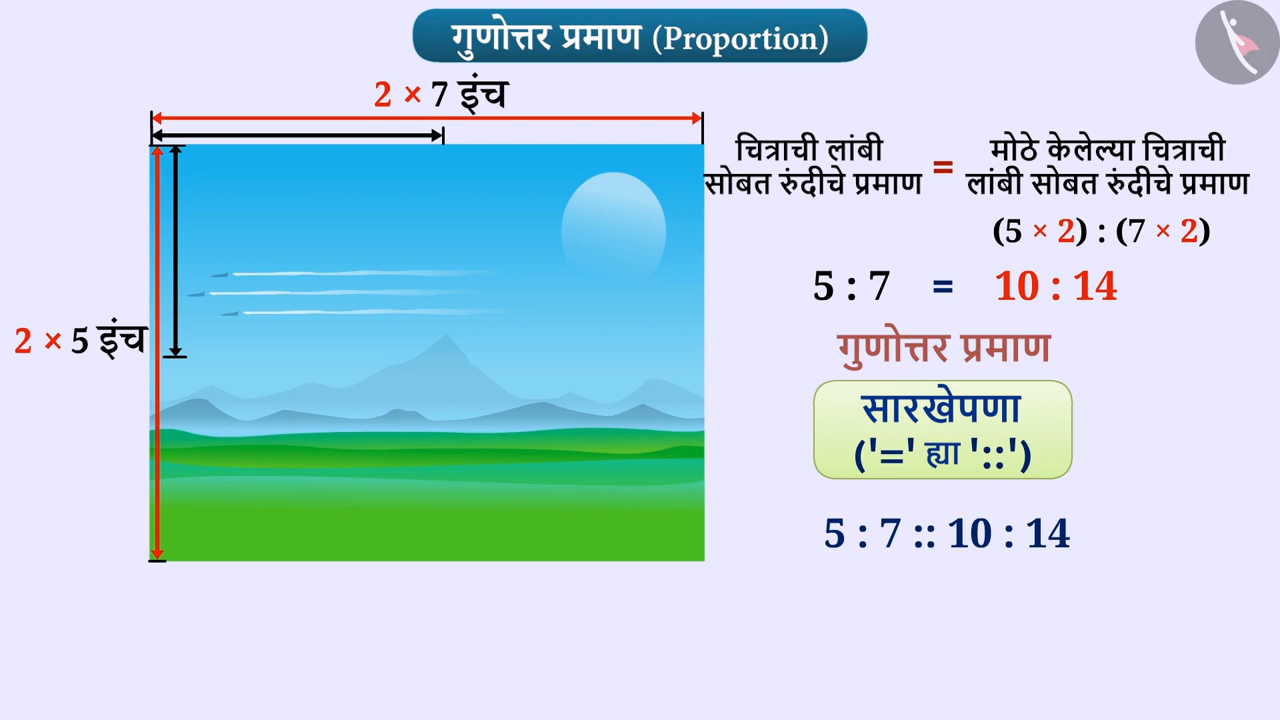 गुणोत्तर प्रमाण (Proportion)
2 × 7 इंच
चित्राची लांबी
सोबत रुंदीचे प्रमाण
=
मोठे केलेल्या चित्राची
लांबी सोबत रुंदीचे प्रमाण
(5 × 2) : (7 × 2)
5 : 7 = 10 : 14
2 × 5 इंच
गुणोत्तर प्रमाण
सारखेपणा
('=' ह्या '::')
5 : 7 :: 10 : 14